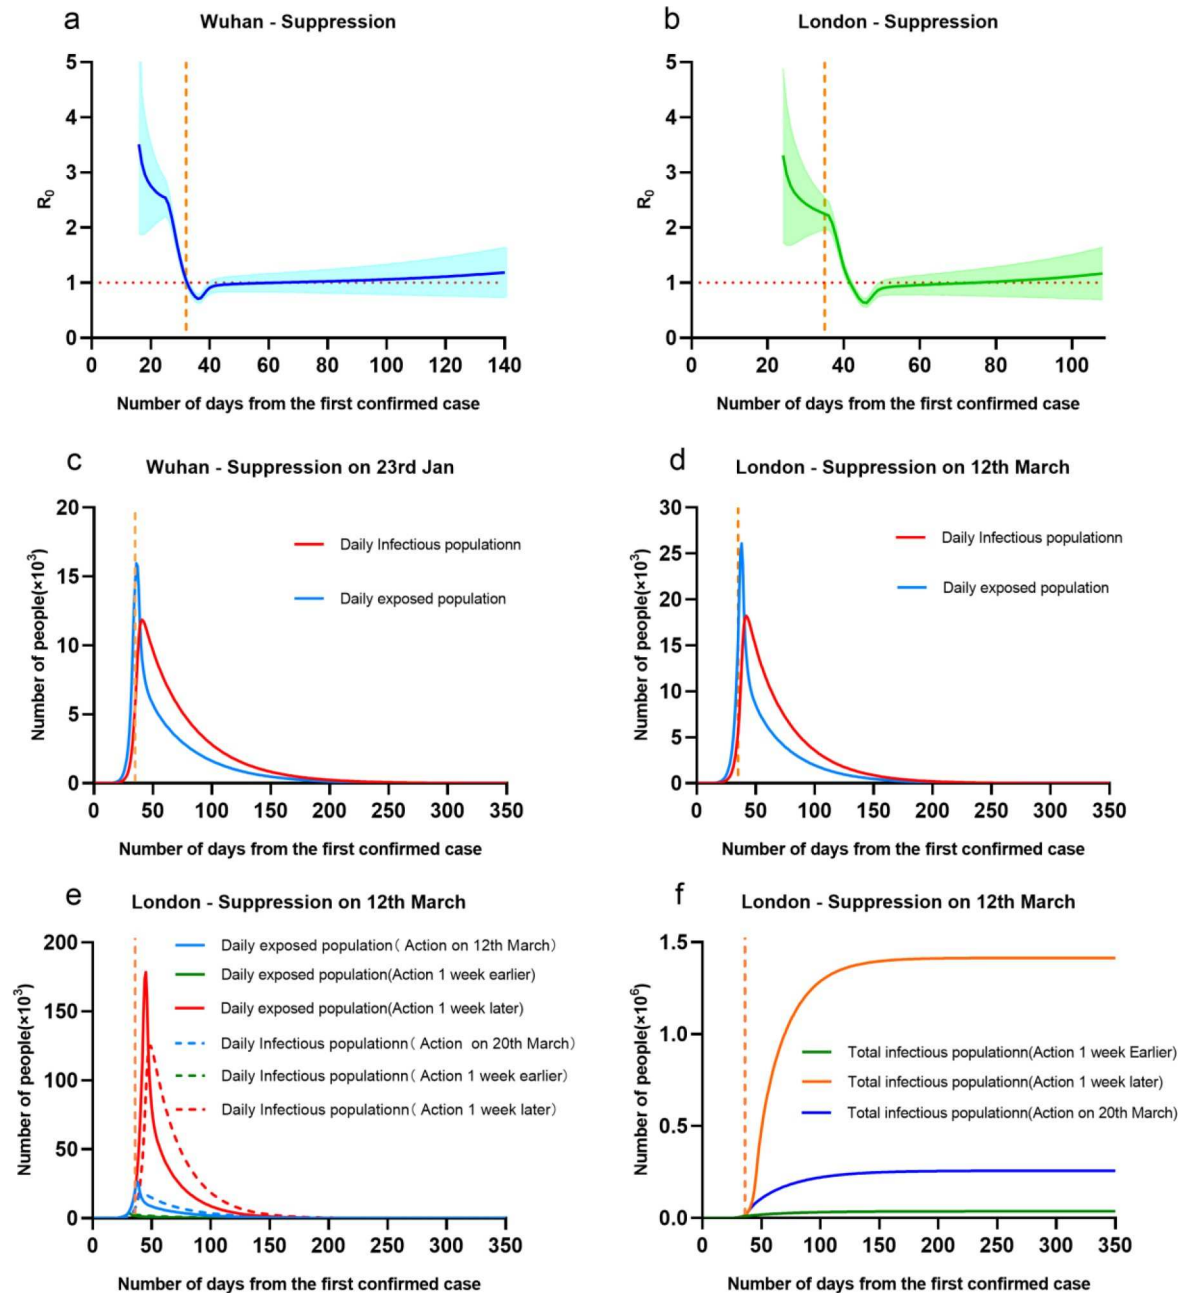 a
Wuhan - Suppression
5
4
3
2
1
0
R0
0 20 40 60 80 100 120 140
Number of days from the first confirmed case
b
London - Suppression
5
4
3
2
1
0
R0
0 20 40 60 80 100
Number of days from the first confirmed case
c
Wuhan - Suppression on 23rd Jan
20
15
10
5
0
Number of people(×10³)
Daily Infectious populationn
Daily exposed population
0 50 100 150 200 250 300 350
Number of days from the first confirmed case
d
London - Suppression on 12th March
30
25
20
15
10
5
0
Number of people(×10³)
Daily Infectious populationn
Daily exposed population
0 50 100 150 200 250 300 350
Number of days from the first confirmed case
e
London - Suppression on 12th March
200
150
100
50
0
Number of people(×10³)
Daily exposed population( Action on 12th March)
Daily exposed population(Action 1 week earlier)
Daily exposed population(Action 1 week later)
Daily Infectious populationn( Action on 20th March)
Daily Infectious populationn( Action 1 week earlier)
Daily Infectious populationn( Action 1 week later)
0 50 100 150 200 250 300 350
Number of days from the first confirmed case
f
London - Suppression on 12th March
1.5
1.0
0.5
0.0
Number of people(×10⁶)
Total infectious populationn(Action 1 week Earlier)
Total infectious populationn(Action 1 week later)
Total infectious populationn(Action on 20th March)
0 50 100 150 200 250 300 350
Number of days from the first confirmed case